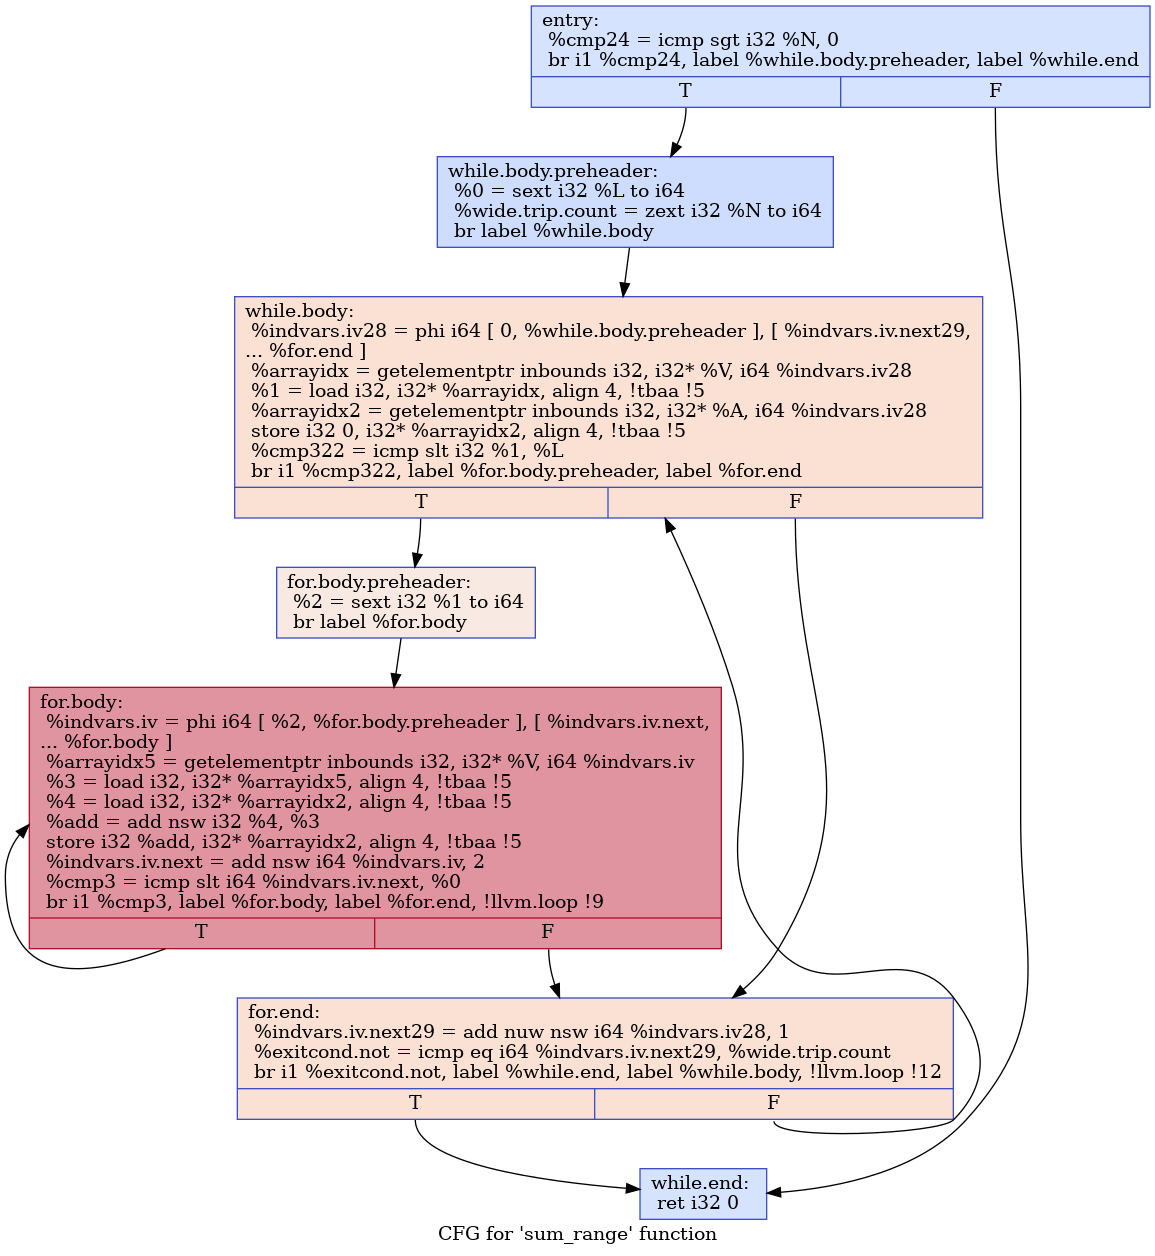 entry:
%cmp24 = icmp sgt i32 %N, 0
br i1 %cmp24, label %while.body.preheader, label %while.end
T F
while.body.preheader:
%0 = sext i32 %L to i64
%wide.trip.count = zext i32 %N to i64
br label %while.body
while.body:
%indvars.iv28 = phi i64 [ 0, %while.body.preheader ], [ %indvars.iv.next29,
... %for.end ]
%arrayidx = getelementptr inbounds i32, i32* %V, i64 %indvars.iv28
%1 = load i32, i32* %arrayidx, align 4, !tbaa !5
%arrayidx2 = getelementptr inbounds i32, i32* %A, i64 %indvars.iv28
store i32 0, i32* %arrayidx2, align 4, !tbaa !5
%cmp322 = icmp slt i32 %1, %L
br i1 %cmp322, label %for.body.preheader, label %for.end
T F
for.body.preheader:
%2 = sext i32 %1 to i64
br label %for.body
for.body:
%indvars.iv = phi i64 [ %2, %for.body.preheader ], [ %indvars.iv.next,
... %for.body ]
%arrayidx5 = getelementptr inbounds i32, i32* %V, i64 %indvars.iv
%3 = load i32, i32* %arrayidx5, align 4, !tbaa !5
%4 = load i32, i32* %arrayidx2, align 4, !tbaa !5
%add = add nsw i32 %4, %3
store i32 %add, i32* %arrayidx2, align 4, !tbaa !5
%indvars.iv.next = add nsw i64 %indvars.iv, 2
%cmp3 = icmp slt i64 %indvars.iv.next, %0
br i1 %cmp3, label %for.body, label %for.end, !llvm.loop !9
T F
for.end:
%indvars.iv.next29 = add nuw nsw i64 %indvars.iv28, 1
%exitcond.not = icmp eq i64 %indvars.iv.next29, %wide.trip.count
br i1 %exitcond.not, label %while.end, label %while.body, !llvm.loop !12
T F
while.end:
ret i32 0
CFG for 'sum_range' function